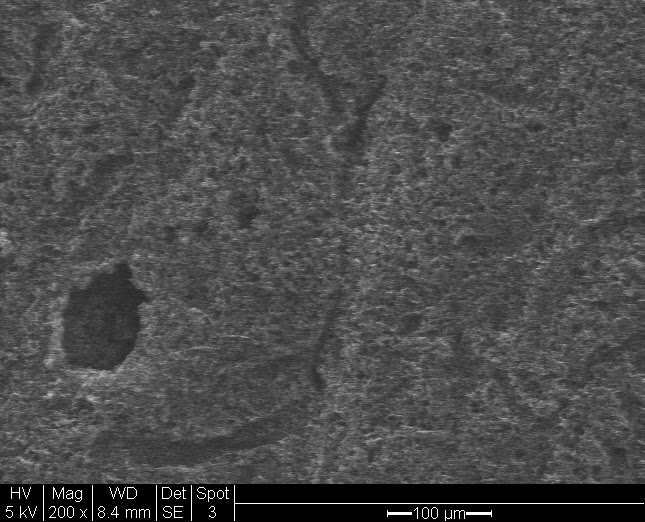 HV Mag WD Det Spot
5 kV 200 x 8.4 mm SE 3 100 µm